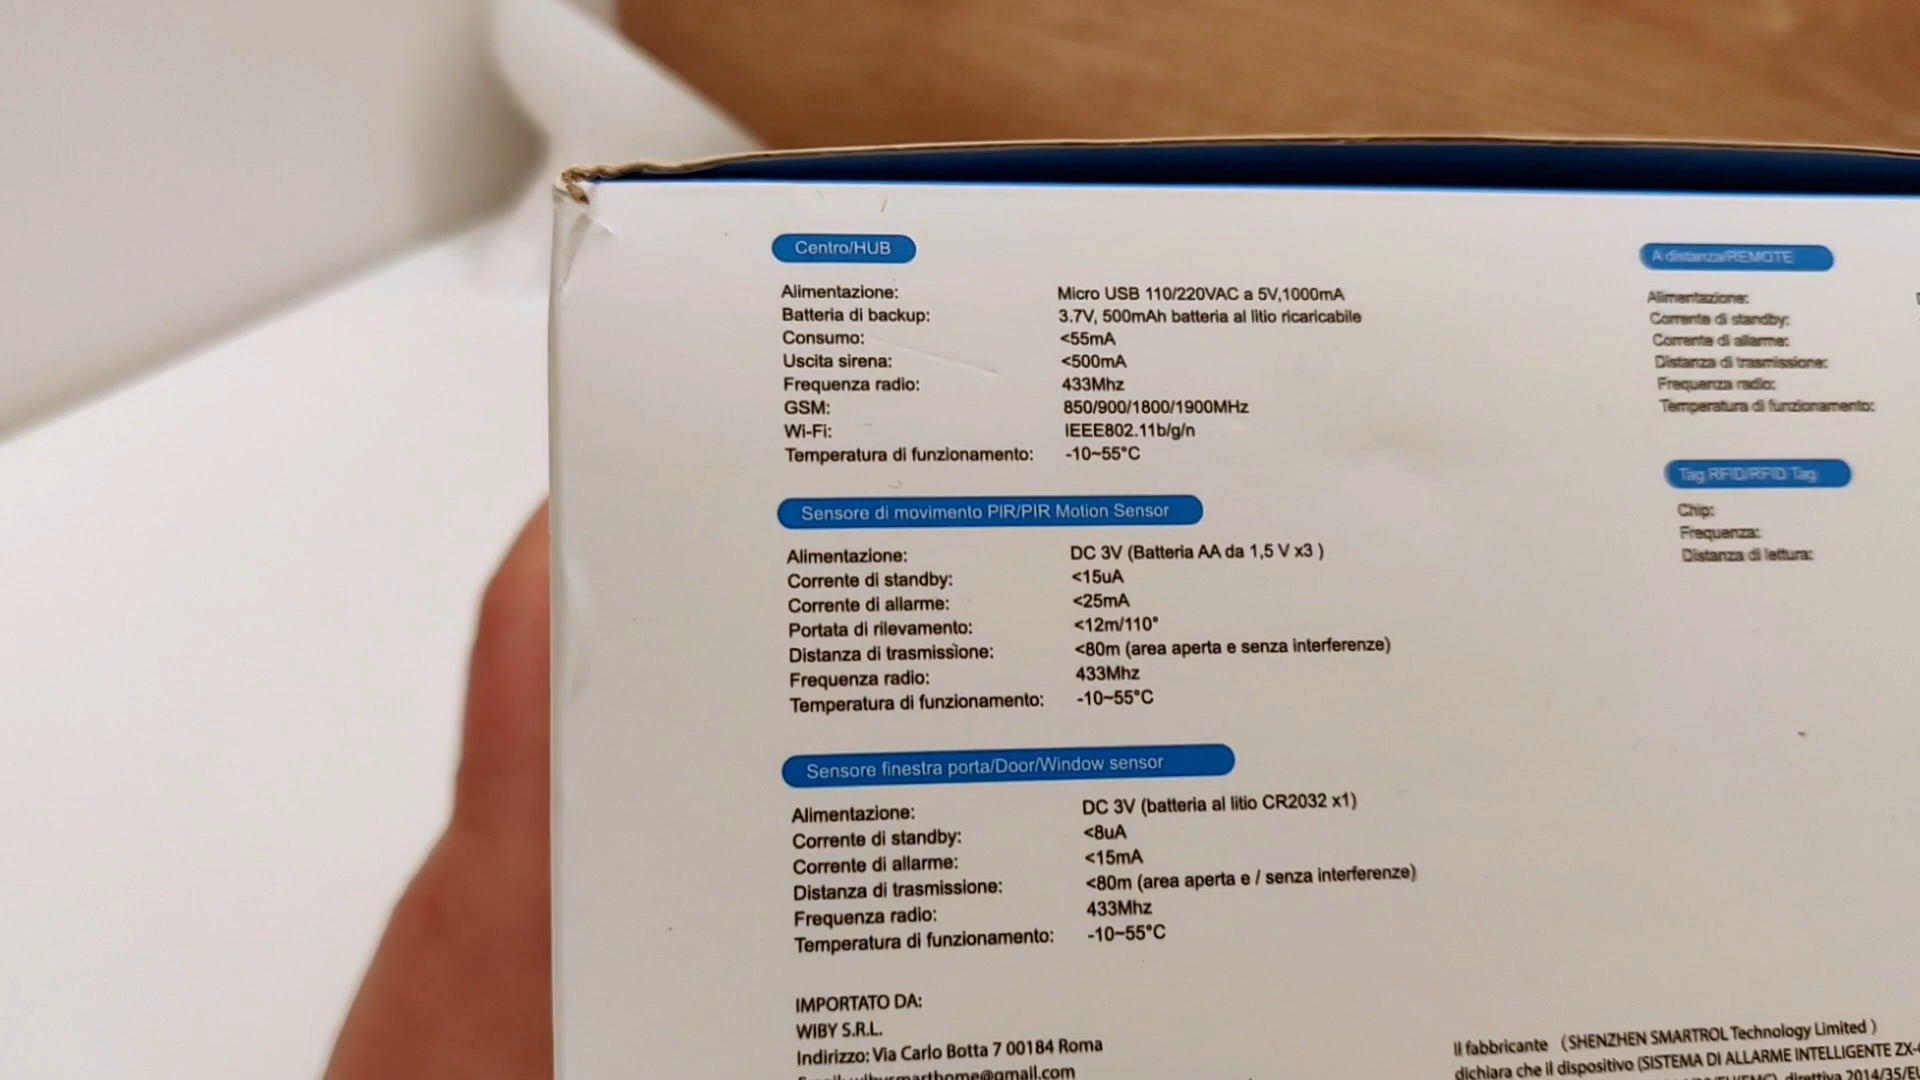 Centro/HUB
Alimentazione: Micro USB 110/220VAC a 5V,1000mA
Batteria di backup: 3.7V, 500mAh batteria al litio ricaricabile
Consumo: <55mA
Uscita sirena: <500mA
Frequenza radio: 433Mhz
GSM: 850/900/1800/1900MHz
Wi-Fi: IEEE802.11b/g/n
Temperatura di funzionamento: -10~55°C
Sensore di movimento PIR/PIR Motion Sensor
Alimentazione: DC 3V (Batteria AA da 1,5 V x3 )
Corrente di standby: <15uA
Corrente di allarme: <25mA
Portata di rilevamento: <12m/110°
Distanza di trasmissione: <80m (area aperta e senza interferenze)
Frequenza radio: 433Mhz
Temperatura di funzionamento: -10~55°C
Sensore finestra porta/Door/Window sensor
Alimentazione: DC 3V (batteria al litio CR2032 x1)
Corrente di standby: <8uA
Corrente di allarme: <15mA
Distanza di trasmissione: <80m (area aperta e / senza interferenze)
Frequenza radio: 433Mhz
Temperatura di funzionamento: -10~55°C
IMPORTATO DA:
WIBY S.R.L.
Indirizzo: Via Carlo Botta 7 00184 Roma
A distanza/REMOTE
Alimentazione:
Corrente di standby:
Corrente di allarme:
Distanza di trasmissione:
Frequenza radio:
Temperatura di funzionamento:
Tag RFID/RFID Tag
Chip:
Frequenza:
Distanza di lettura:
Il fabbricante (SHENZHEN SMARTROL Technology Limited )
dichiara che il dispositivo (SISTEMA DI ALLARME INTELLIGENTE
direttiva 2014/35/EU